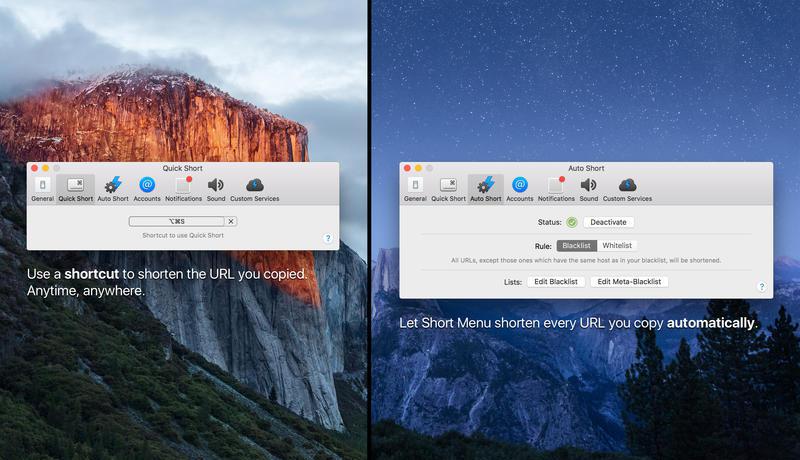 Quick Short
General Quick Short Auto Short Accounts Notifications Sound Custom Services
⌥⌘S
Shortcut to use Quick Short
?
Use a shortcut to shorten the URL you copied.
Anytime, anywhere.
Auto Short
General Quick Short Auto Short Accounts Notifications Sound Custom Services
Status: Deactivate
Rule: Blacklist Whitelist
All URLs, except those ones which have the same host as in your blacklist, will be shortened.
Lists: Edit Blacklist Edit Meta-Blacklist
?
Let Short Menu shorten every URL you copy automatically.